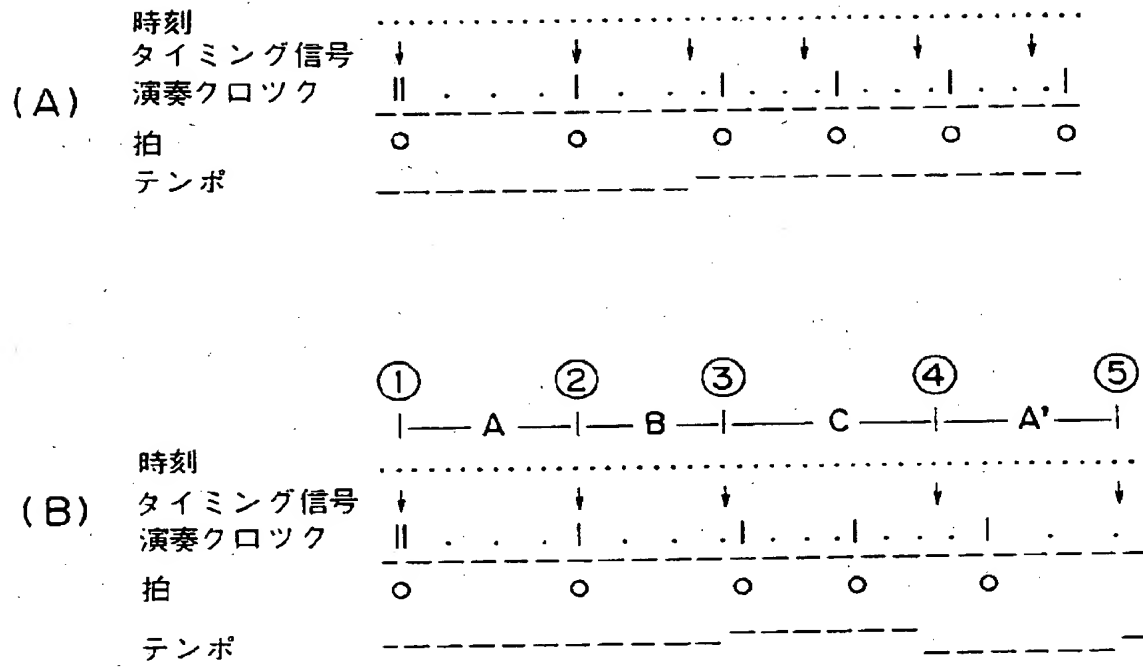 時刻
タイミング信号
(A) 演奏クロツク
拍
テンポ
① ② ③ ④ ⑤
A B C A'
時刻
(B) タイミング信号
演奏クロツク
拍
テンポ